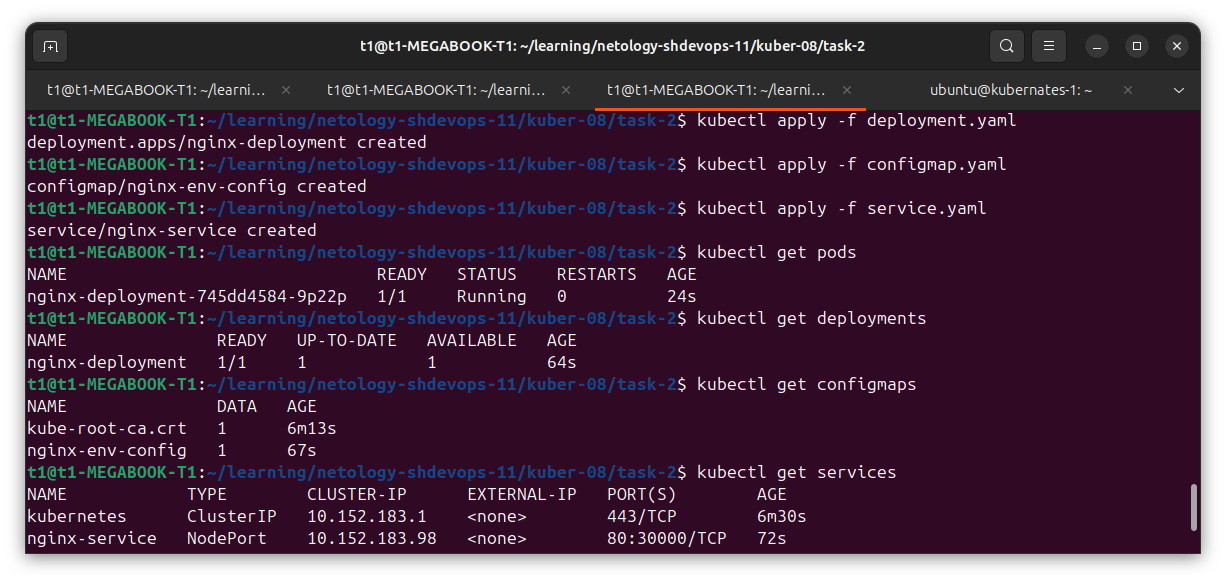 t1@t1-MEGABOOK-T1: ~/learning/netology-shdevops-11/kuber-08/task-2
t1@t1-MEGABOOK-T1: ~/learni… × t1@t1-MEGABOOK-T1: ~/learni… × t1@t1-MEGABOOK-T1: ~/learni… × ubuntu@kubernates-1: ~ ×
t1@t1-MEGABOOK-T1:~/learning/netology-shdevops-11/kuber-08/task-2$ kubectl apply -f deployment.yaml
deployment.apps/nginx-deployment created
t1@t1-MEGABOOK-T1:~/learning/netology-shdevops-11/kuber-08/task-2$ kubectl apply -f configmap.yaml
configmap/nginx-env-config created
t1@t1-MEGABOOK-T1:~/learning/netology-shdevops-11/kuber-08/task-2$ kubectl apply -f service.yaml
service/nginx-service created
t1@t1-MEGABOOK-T1:~/learning/netology-shdevops-11/kuber-08/task-2$ kubectl get pods
NAME                               READY   STATUS    RESTARTS   AGE
nginx-deployment-745dd4584-9p22p   1/1     Running   0          24s
t1@t1-MEGABOOK-T1:~/learning/netology-shdevops-11/kuber-08/task-2$ kubectl get deployments
NAME               READY   UP-TO-DATE   AVAILABLE   AGE
nginx-deployment   1/1     1            1           64s
t1@t1-MEGABOOK-T1:~/learning/netology-shdevops-11/kuber-08/task-2$ kubectl get configmaps
NAME               DATA   AGE
kube-root-ca.crt   1      6m13s
nginx-env-config   1      67s
t1@t1-MEGABOOK-T1:~/learning/netology-shdevops-11/kuber-08/task-2$ kubectl get services
NAME            TYPE        CLUSTER-IP      EXTERNAL-IP   PORT(S)        AGE
kubernetes      ClusterIP   10.152.183.1    <none>        443/TCP        6m30s
nginx-service   NodePort    10.152.183.98   <none>        80:30000/TCP   72s